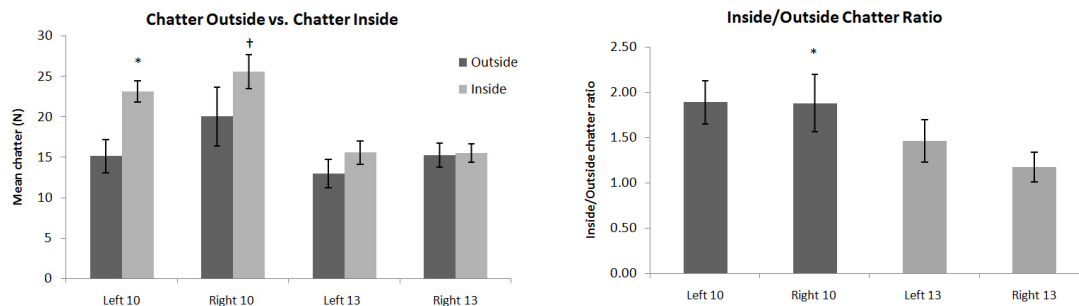 Chatter Outside vs. Chatter Inside
30
25
20
15
10
5
0
Mean chatter (N)
*
†
Outside
Inside
Left 10
Right 10
Left 13
Right 13
Inside/Outside Chatter Ratio
2.50
2.00
1.50
1.00
0.50
0.00
Inside/Outside chatter ratio
*
Left 10
Right 10
Left 13
Right 13